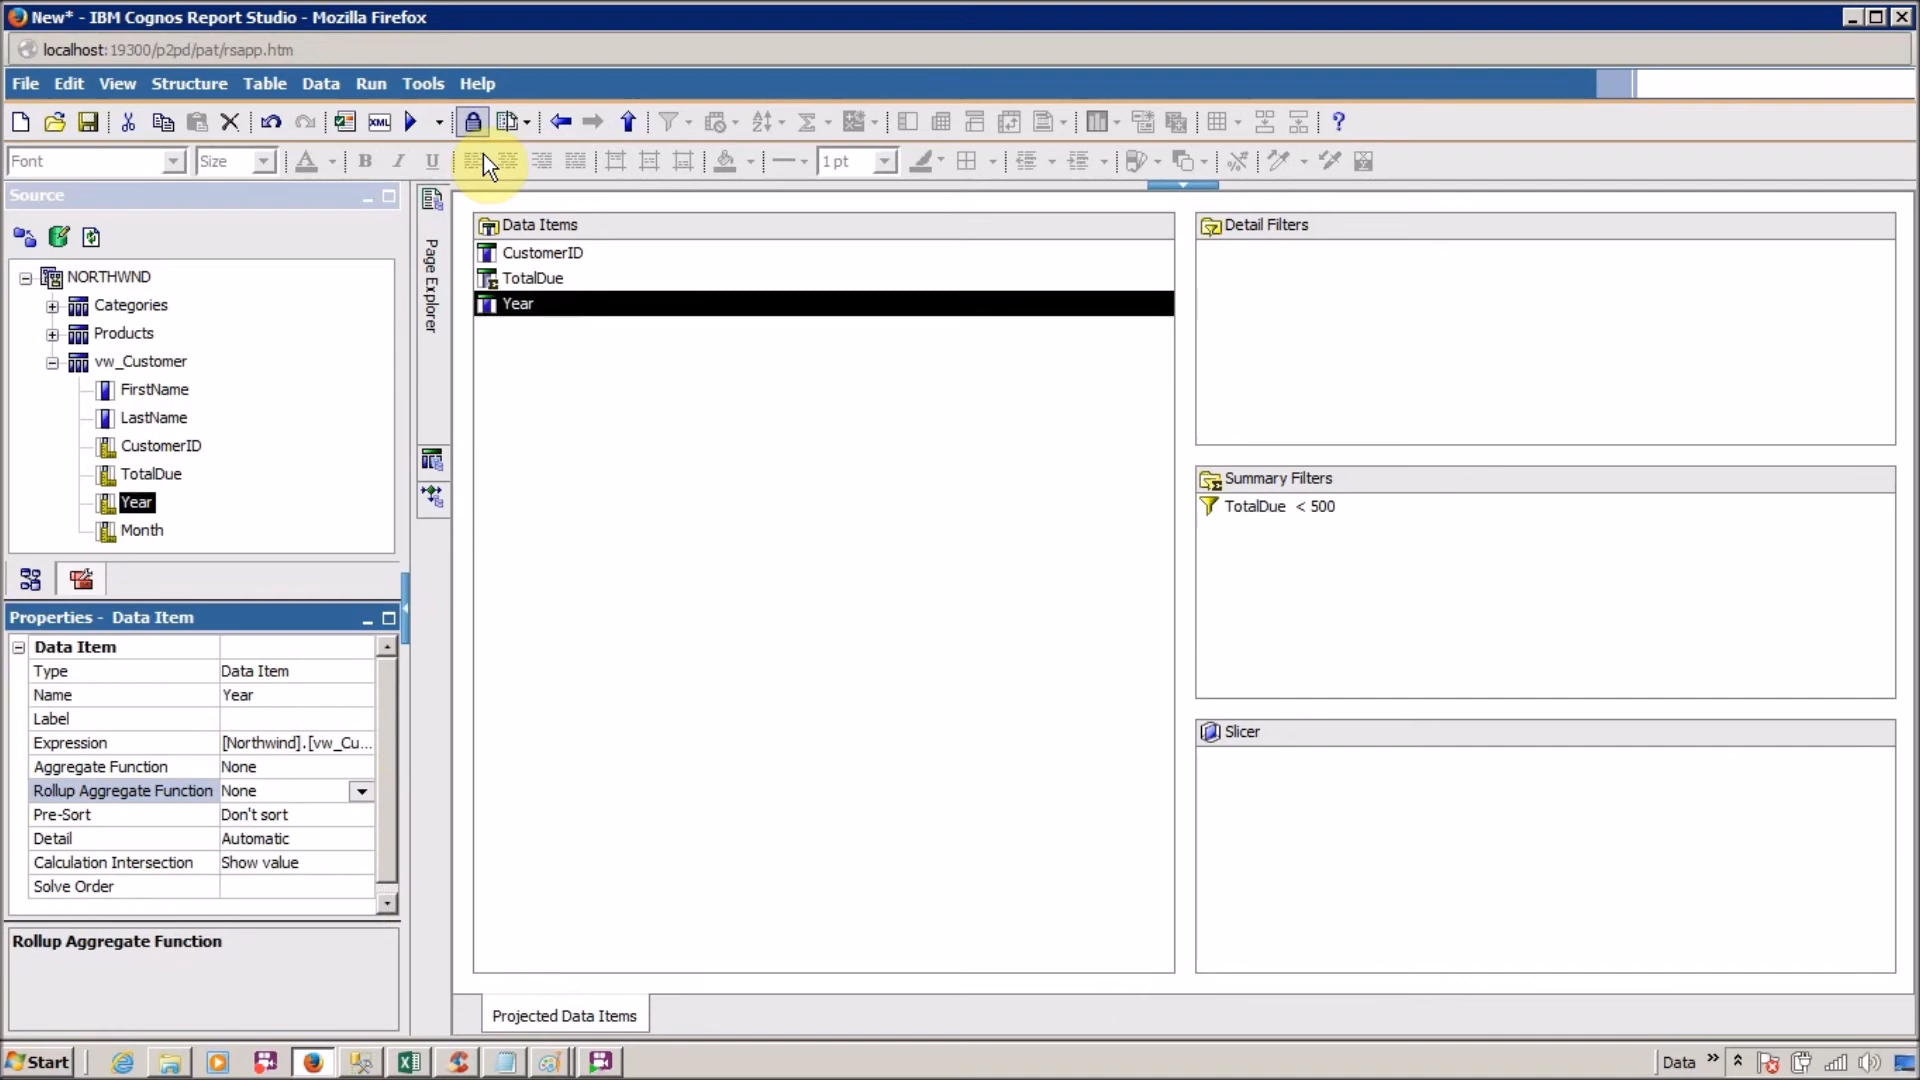 New* - IBM Cognos Report Studio - Mozilla Firefox
localhost:19300/p2pd/pat/rsapp.htm
File Edit View Structure Table Data Run Tools Help
XML
Font Size A B I U 1 pt
Source
NORTHWND
Categories
Products
vw_Customer
FirstName
LastName
CustomerID
TotalDue
Year
Month
Properties - Data Item
Data Item
Type Data Item
Name Year
Label
Expression [Northwind].[vw_Cu...
Aggregate Function None
Rollup Aggregate Function None
Pre-Sort Don't sort
Detail Automatic
Calculation Intersection Show value
Solve Order
Rollup Aggregate Function
Page Explorer
Data Items
CustomerID
TotalDue
Year
Detail Filters
Summary Filters
TotalDue < 500
Slicer
Projected Data Items
Start
Data »